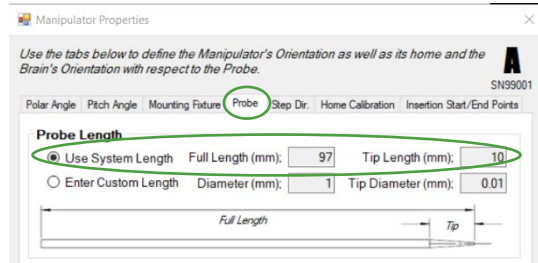 Manipulator Properties
Use the tabs below to define the Manipulator's Orientation as well as its home and the
Brain's Orientation with respect to the Probe.
A
SN99001
Polar Angle Pitch Angle Mounting Fixture Probe Step Dir. Home Calibration Insertion Start/End Points
Probe Length
Use System Length Full Length (mm); 97 Tip Length (mm); 10
Enter Custom Length Diameter (mm); 1 Tip Diameter (mm); 0.01
Full Length
Tip